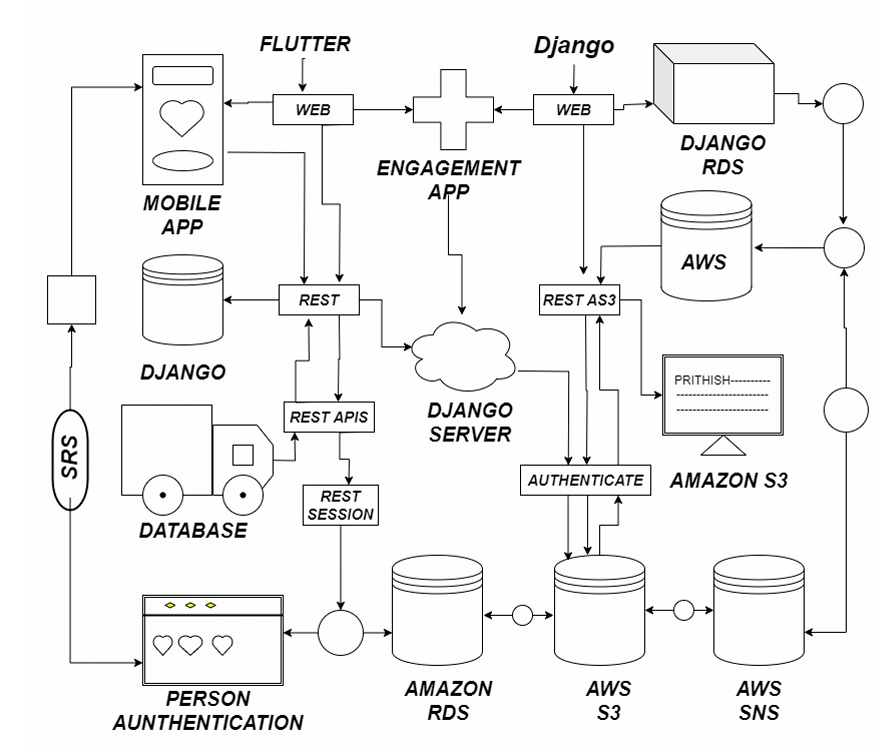 FLUTTER
Django
WEB
WEB
ENGAGEMENT
APP
DJANGO
RDS
MOBILE
APP
AWS
REST
REST AS3
DJANGO
PRITHISH----------
DJANGO
SERVER
REST APIS
SRS
AUTHENTICATE
AMAZON S3
REST
SESSION
DATABASE
PERSON
AUNTHENTICATION
AMAZON
RDS
AWS
S3
AWS
SNS